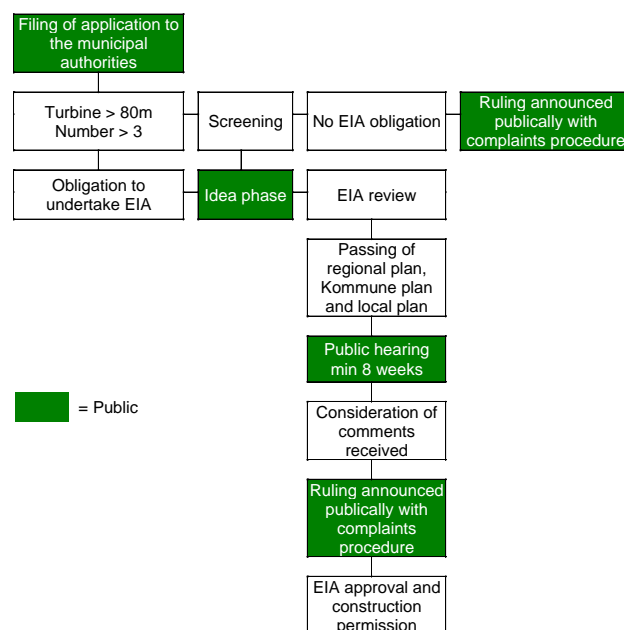 Filing of application to
the municipal
authorities
Turbine > 80m
Number > 3
Screening
No EIA obligation
Ruling announced
publically with
complaints procedure
Obligation to
undertake EIA
Idea phase
EIA review
Passing of
regional plan,
Kommune plan
and local plan
Public hearing
min 8 weeks
= Public
Consideration of
comments
received
Ruling announced
publically with
complaints
procedure
EIA approval and
construction
permission